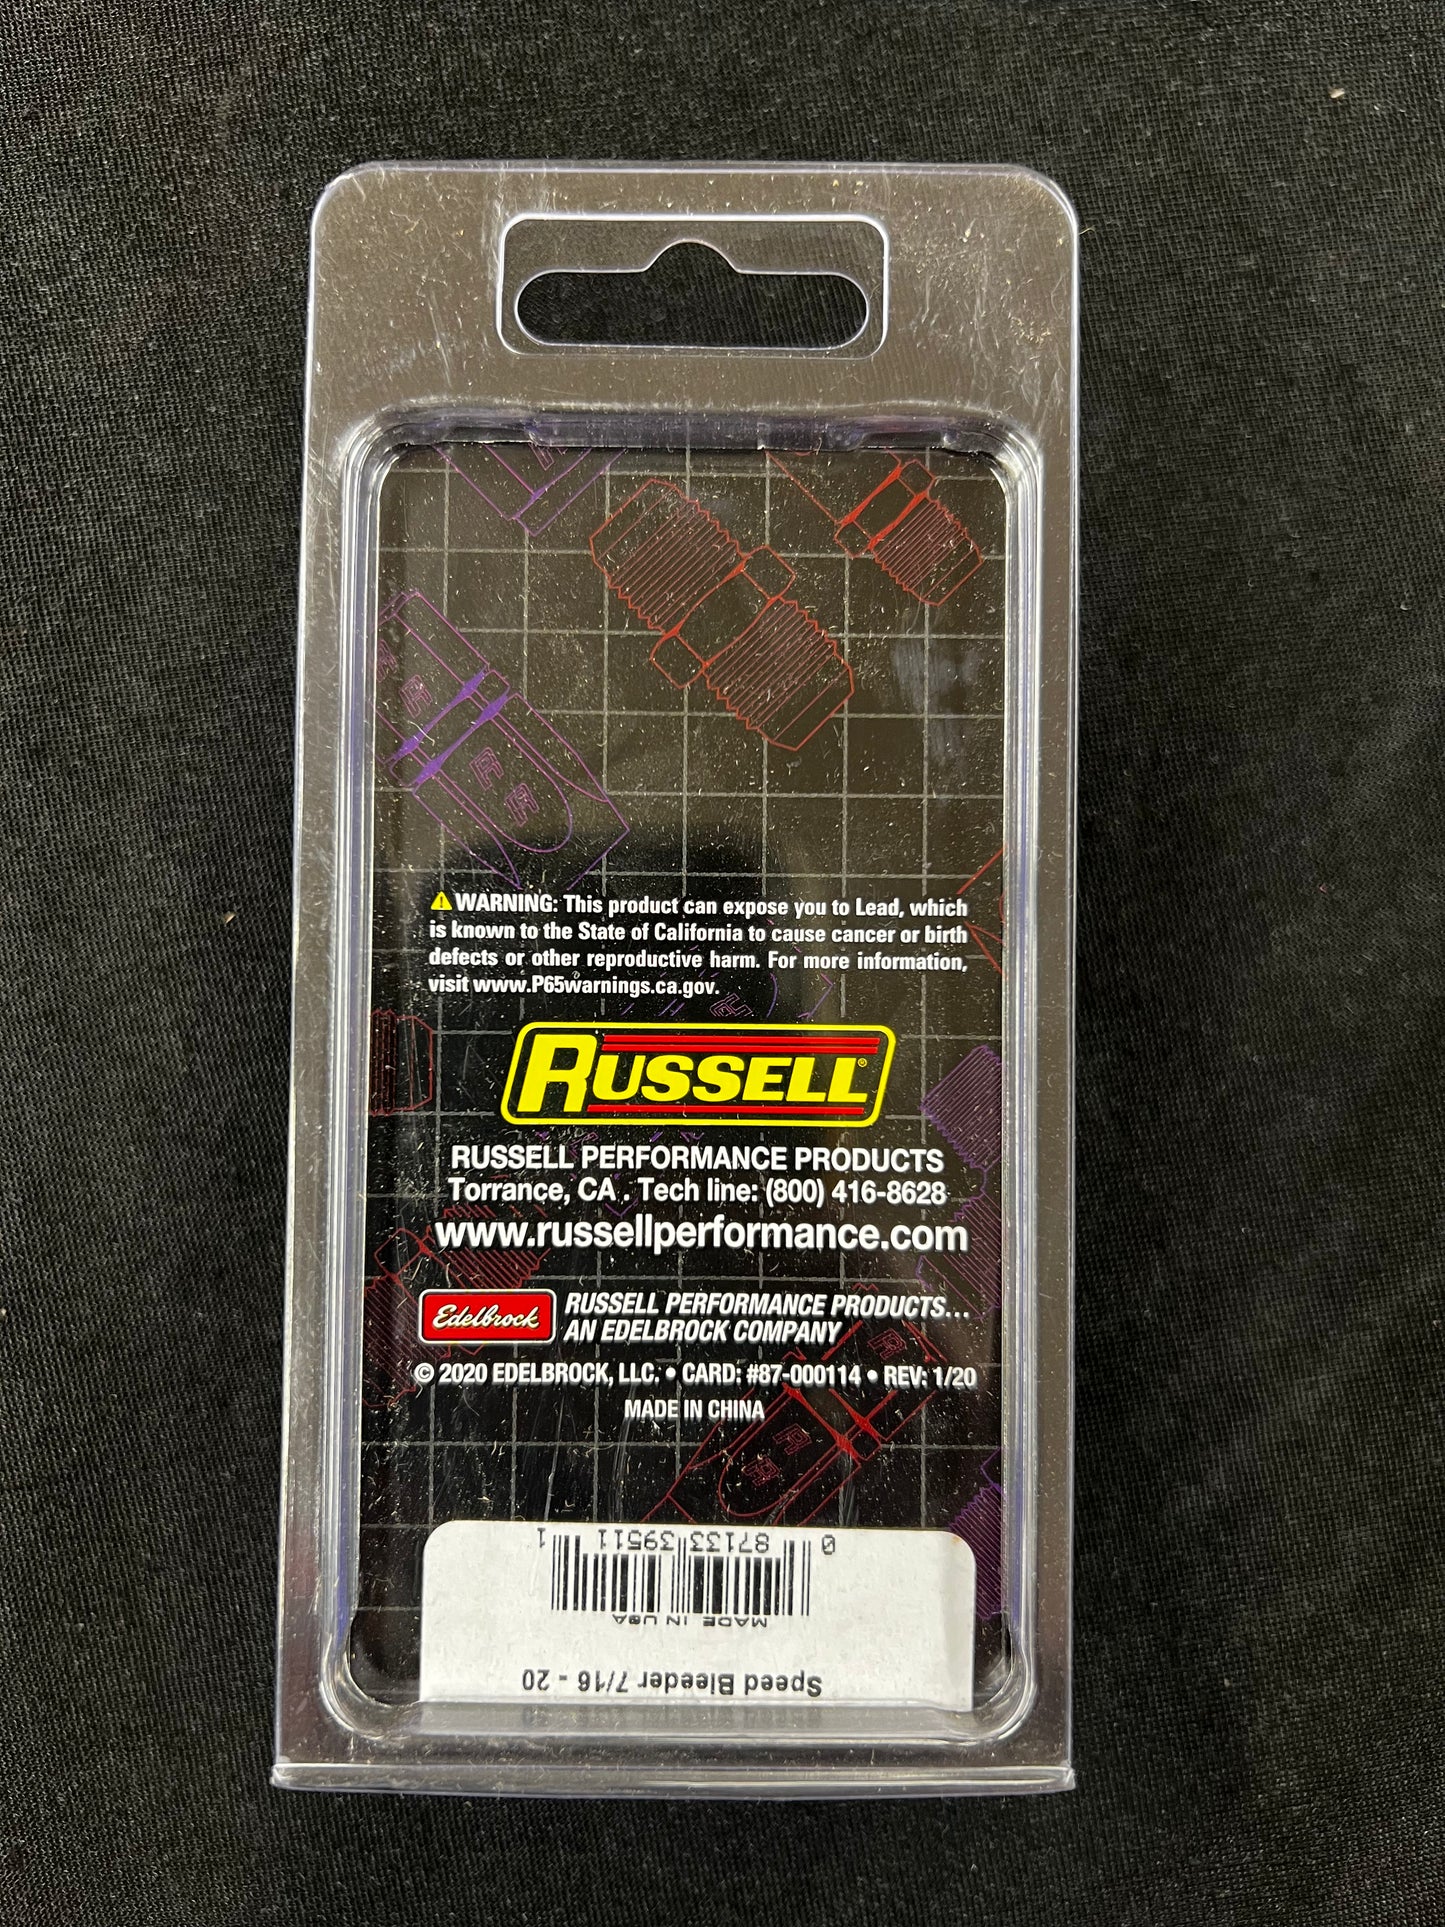 ⚠ WARNING: This product can expose you to Lead, which
is known to the State of California to cause cancer or birth
defects or other reproductive harm. For more information,
visit www.P65warnings.ca.gov.
RUSSELL®
RUSSELL PERFORMANCE PRODUCTS
Torrance, CA . Tech line: (800) 416-8628
www.russellperformance.com
Edelbrock
RUSSELL PERFORMANCE PRODUCTS...
AN EDELBROCK COMPANY
© 2020 EDELBROCK, LLC. • CARD: #87-000114 • REV: 1/20
MADE IN CHINA
Speed Bleeder 7/16 - 20
MADE IN USA
0 87133 39511 1